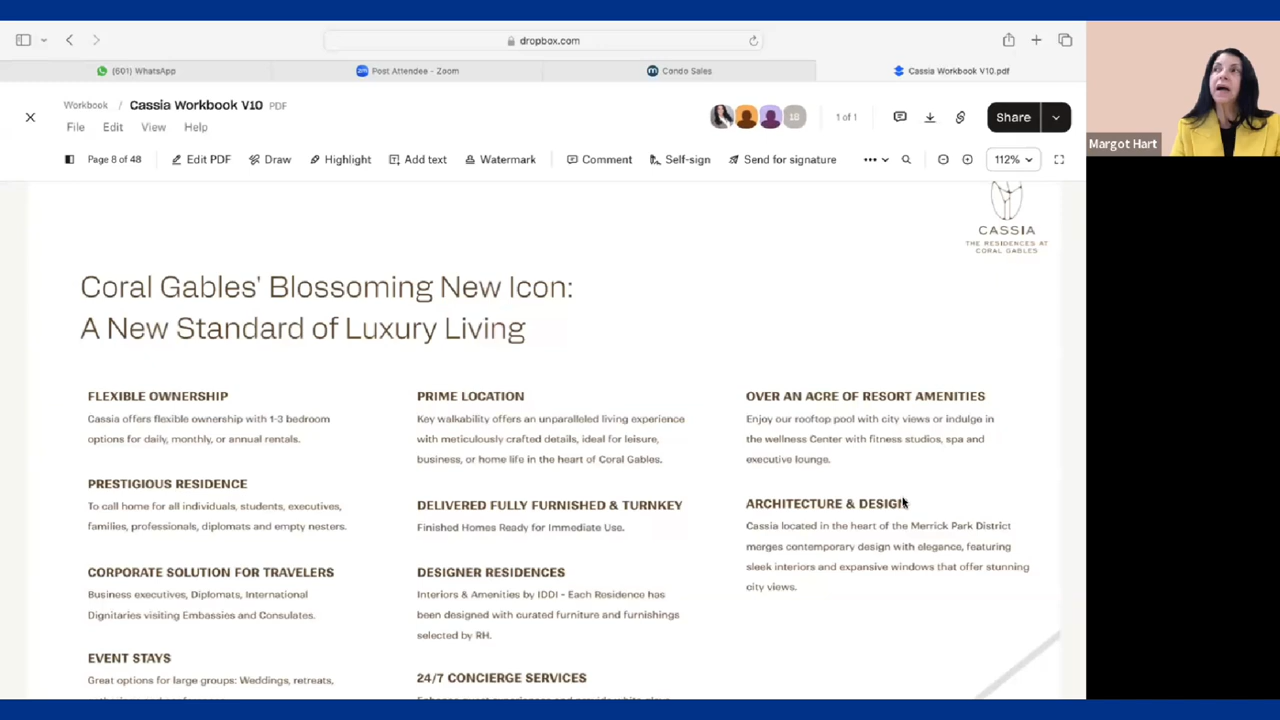 dropbox.com
(601) WhatsApp
Post Attendee - Zoom
Condo Sales
Cassia Workbook V10.pdf
Workbook / Cassia Workbook V10 PDF
File Edit View Help
18
1 of 1
Share
Page 8 of 48
Edit PDF
Draw
Highlight
Add text
Watermark
Comment
Self-sign
Send for signature
112%
Margot Hart
CASSIA
THE RESIDENCES AT
CORAL GABLES
Coral Gables' Blossoming New Icon:
A New Standard of Luxury Living
FLEXIBLE OWNERSHIP
Cassia offers flexible ownership with 1-3 bedroom
options for daily, monthly, or annual rentals.
PRESTIGIOUS RESIDENCE
To call home for all individuals, students, executives,
families, professionals, diplomats and empty nesters.
CORPORATE SOLUTION FOR TRAVELERS
Business executives, Diplomats, International
Dignitaries visiting Embassies and Consulates.
EVENT STAYS
Great options for large groups: Weddings, retreats,
PRIME LOCATION
Key walkability offers an unparalleled living experience
with meticulously crafted details, ideal for leisure,
business, or home life in the heart of Coral Gables.
DELIVERED FULLY FURNISHED & TURNKEY
Finished Homes Ready for Immediate Use.
DESIGNER RESIDENCES
Interiors & Amenities by IDDI - Each Residence has
been designed with curated furniture and furnishings
selected by RH.
24/7 CONCIERGE SERVICES
OVER AN ACRE OF RESORT AMENITIES
Enjoy our rooftop pool with city views or indulge in
the wellness Center with fitness studios, spa and
executive lounge.
ARCHITECTURE & DESIGN
Cassia located in the heart of the Merrick Park District
merges contemporary design with elegance, featuring
sleek interiors and expansive windows that offer stunning
city views.